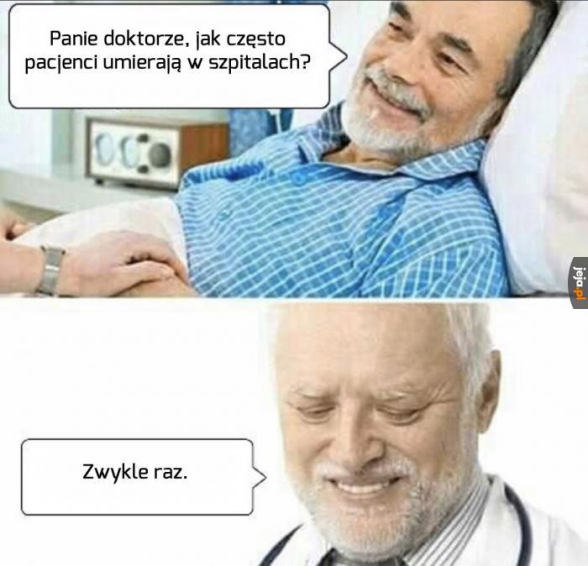 Panie doktorze, jak często
pacjenci umierają w szpitalach?
jeja.pl
Zwykle raz.